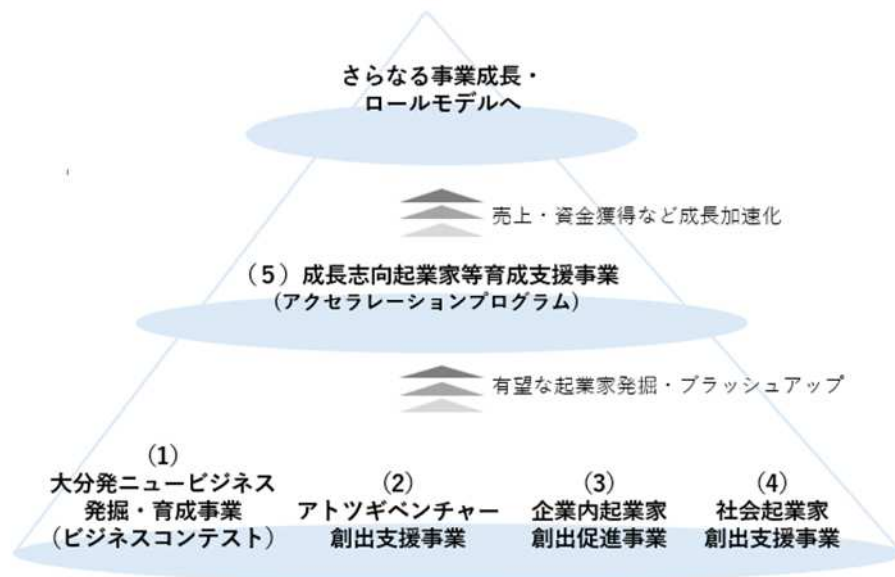 さらなる事業成長・
ロールモデルへ
売上・資金獲得など成長加速化
（5）成長志向起業家等育成支援事業
（アクセラレーションプログラム）
有望な起業家発掘・ブラッシュアップ
（1）
大分発ニュービジネス
発掘・育成事業
（ビジネスコンテスト）
（2）
アトツギベンチャー
創出支援事業
（3）
企業内起業家
創出促進事業
（4）
社会起業家
創出支援事業